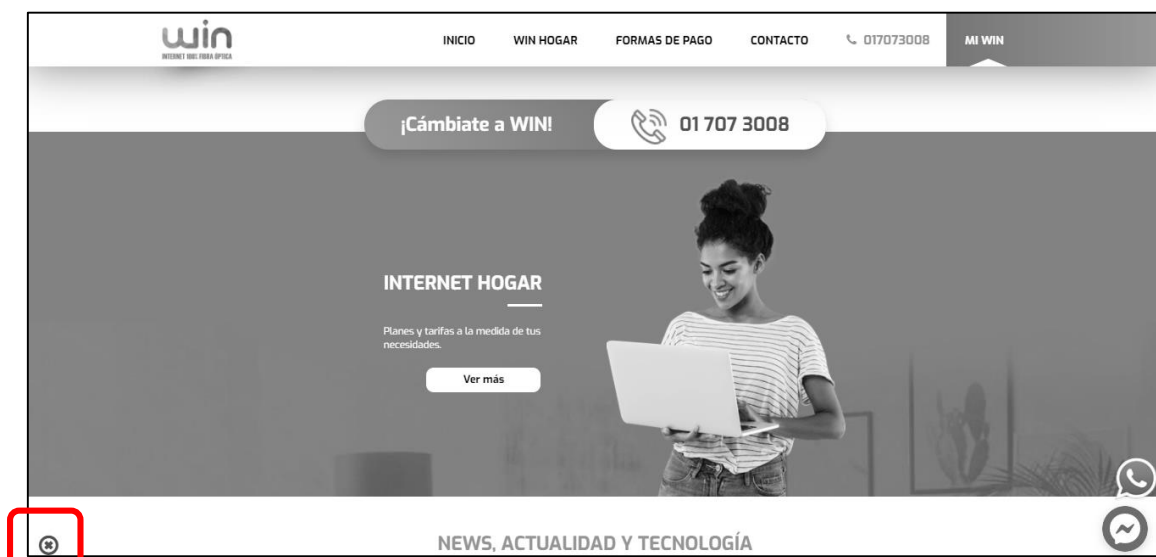 win
INTERNET 100% FIBRA ÓPTICA
INICIO WIN HOGAR FORMAS DE PAGO CONTACTO 017073008 MI WIN
¡Cámbiate a WIN! 01 707 3008
INTERNET HOGAR
Planes y tarifas a la medida de tus
necesidades.
Ver más
NEWS, ACTUALIDAD Y TECNOLOGÍA